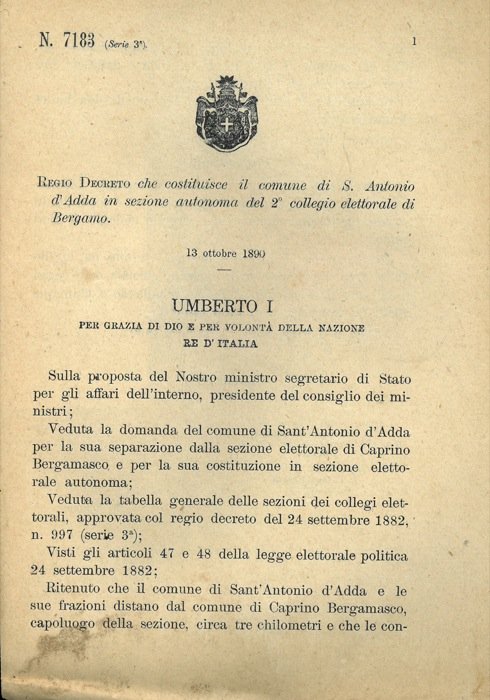 N. 7183 (Serie 3ª).
1
REGIO DECRETO che costituisce il comune di S. Antonio
d'Adda in sezione autonoma del 2° collegio elettorale di
Bergamo.
13 ottobre 1890
UMBERTO I
PER GRAZIA DI DIO E PER VOLONTÀ DELLA NAZIONE
RE D'ITALIA
Sulla proposta del Nostro ministro segretario di Stato
per gli affari dell'interno, presidente del consiglio dei mi-
nistri;
Veduta la domanda del comune di Sant'Antonio d'Adda
per la sua separazione dalla sezione elettorale di Caprino
Bergamasco e per la sua costituzione in sezione eletto-
rale autonoma;
Veduta la tabella generale delle sezioni dei collegi elet-
torali, approvata col regio decreto del 24 settembre 1882,
n. 997 (serie 3ª);
Visti gli articoli 47 e 48 della legge elettorale politica
24 settembre 1882;
Ritenuto che il comune di Sant'Antonio d'Adda e le
sue frazioni distano dal comune di Caprino Bergamasco,
capoluogo della sezione, circa tre chilometri e che le con-